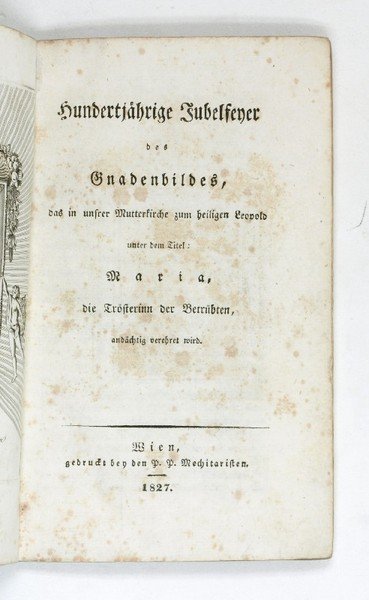 Hundertjährige Jubelfeyer
des
Gnadenbildes,
das in unsrer Mutterkirche zum heiligen Leopold
unter dem Titel:
Maria,
die Trösterinn der Betrübten,
andächtig verehret wird.
Wien,
gedruckt bey den P. P. Mechitaristen.
1827.